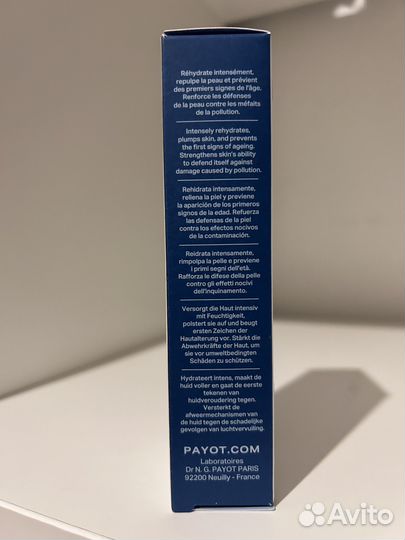 Réhydrate intensément,
repulpe la peau et prévient
des premiers signes de l'âge.
Renforce les défenses
de la peau contre les méfaits
de la pollution.
Intensely rehydrates,
plumps skin, and prevents
the first signs of ageing.
Strengthens skin's ability
to defend itself against
damage caused by pollution.
Rehidrata intensamente,
rellena la piel y previene
la aparición de los primeros
signos de la edad. Refuerza
las defensas de la piel
contra los efectos nocivos
de la contaminación.
Reidrata intensamente,
rimpolpa la pelle e previene
i primi segni dell'età.
Rafforza le difese della pelle
contro gli effetti nocivi
dell'inquinamento.
Versorgt die Haut intensiv
mit Feuchtigkeit,
polstert sie auf und beugt
ersten Zeichen der
Hautalterung vor. Stärkt die
Abwehrkräfte der Haut, um
sie vor umweltbedingten
Schäden zu schützen.
Hydrateert intens, maakt de
huid voller en gaat de eerste
tekenen van
huidveroudering tegen.
Versterkt de
afweermechanismen van
de huid tegen de schadelijke
gevolgen van luchtvervuiling.
PAYOT.COM
Laboratoires
Dr N. G. PAYOT PARIS
92200 Neuilly - France
Avito